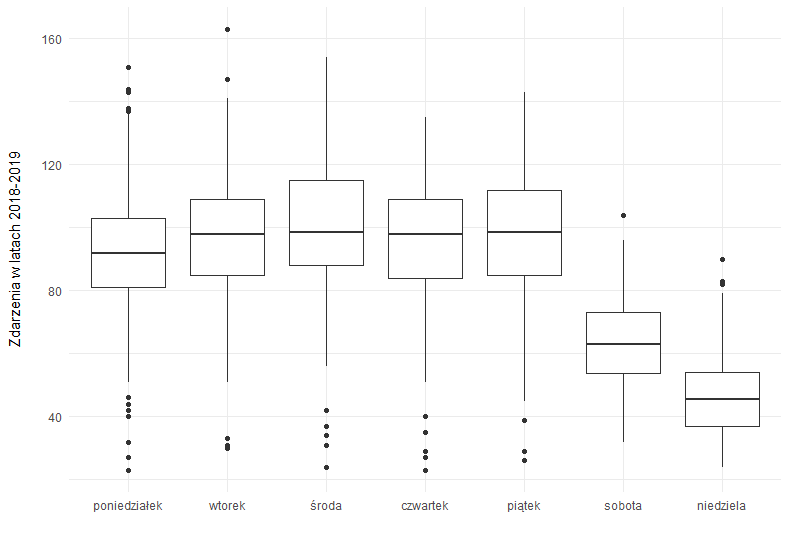 Zdarzenia w latach 2018-2019
160
120
80
40
poniedziałek wtorek środa czwartek piątek sobota niedziela